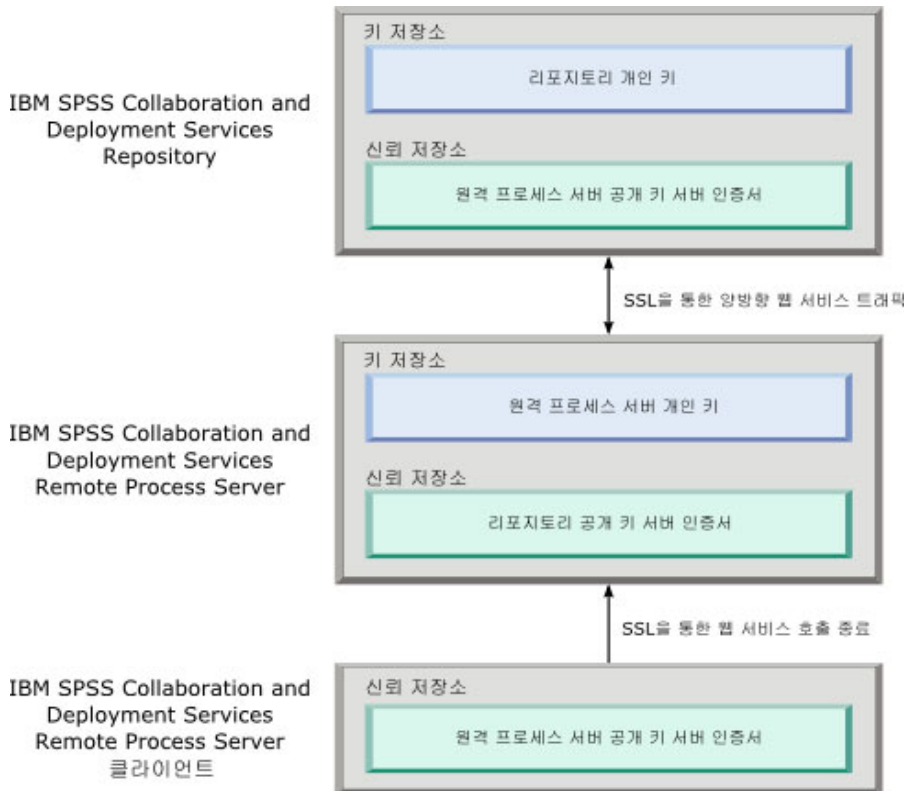 키 저장소
리포지토리 개인 키
IBM SPSS Collaboration and
Deployment Services
Repository
신뢰 저장소
원격 프로세스 서버 공개 키 서버 인증서
SSL을 통한 양방향 웹 서비스 트래픽
키 저장소
원격 프로세스 서버 개인 키
IBM SPSS Collaboration and
Deployment Services
Remote Process Server
신뢰 저장소
리포지토리 공개 키 서버 인증서
SSL을 통한 웹 서비스 호출 종료
IBM SPSS Collaboration and
Deployment Services
Remote Process Server
클라이언트
신뢰 저장소
원격 프로세스 서버 공개 키 서버 인증서